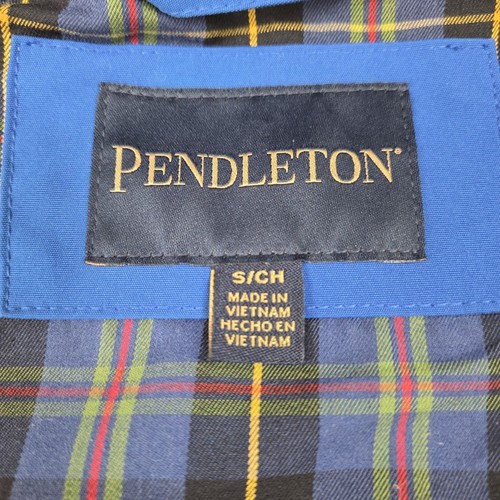 PENDLETON®
S/CH
MADE IN
VIETNAM
HECHO EN
VIETNAM